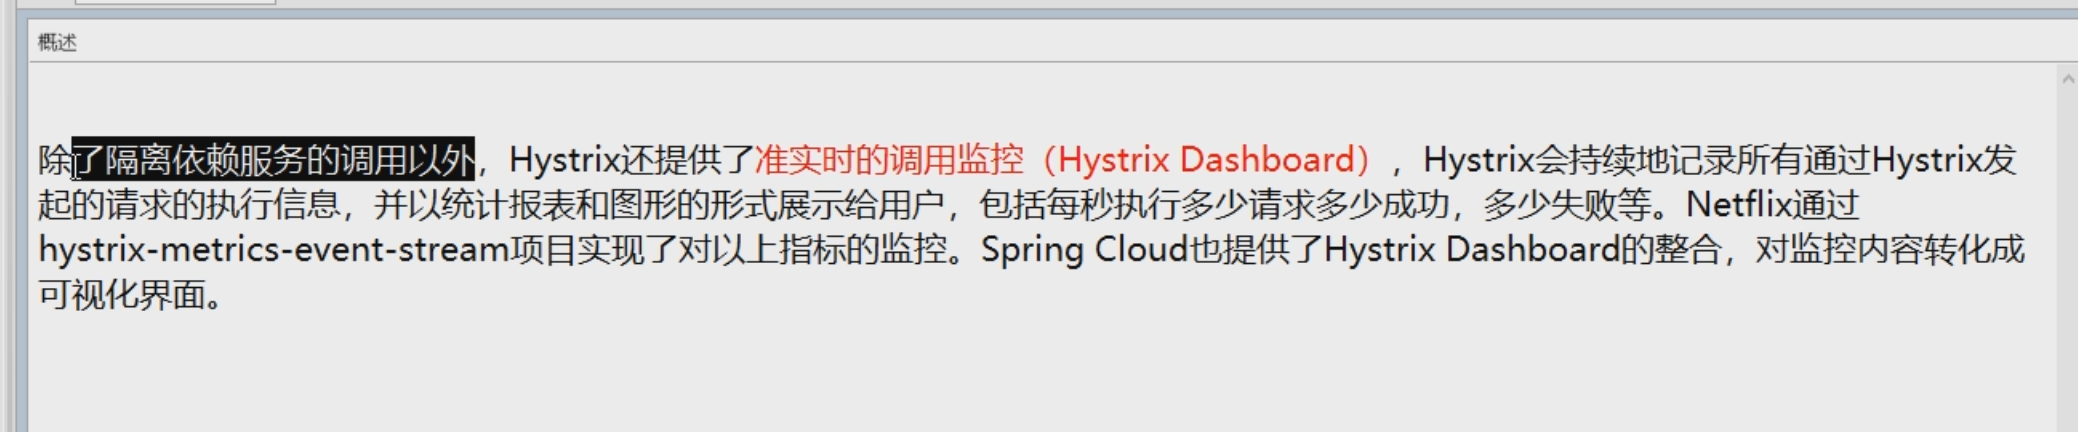 概述
除了隔离依赖服务的调用以外，Hystrix还提供了准实时的调用监控（Hystrix Dashboard），Hystrix会持续地记录所有通过Hystrix发
起的请求的执行信息，并以统计报表和图形的形式展示给用户，包括每秒执行多少请求多少成功，多少失败等。Netflix通过
hystrix-metrics-event-stream项目实现了对以上指标的监控。Spring Cloud也提供了Hystrix Dashboard的整合，对监控内容转化成
可视化界面。